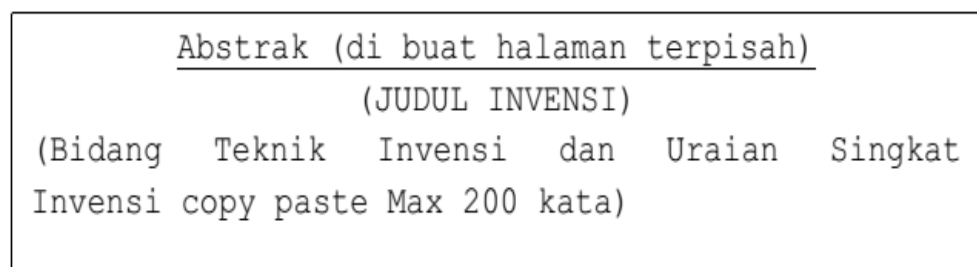 Abstrak (di buat halaman terpisah)
(JUDUL INVENSI)
(Bidang Teknik Invensi dan Uraian Singkat
Invensi copy paste Max 200 kata)